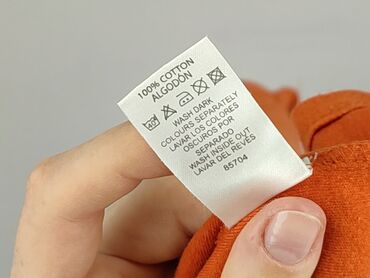 100% COTTON
ALGODÓN
40
WASH DARK
COLOURS SEPARATELY
LAVAR LOS COLORES
OSCUROS POR
SEPARADO
WASH INSIDE OUT
LAVAR DEL REVÉS
85704